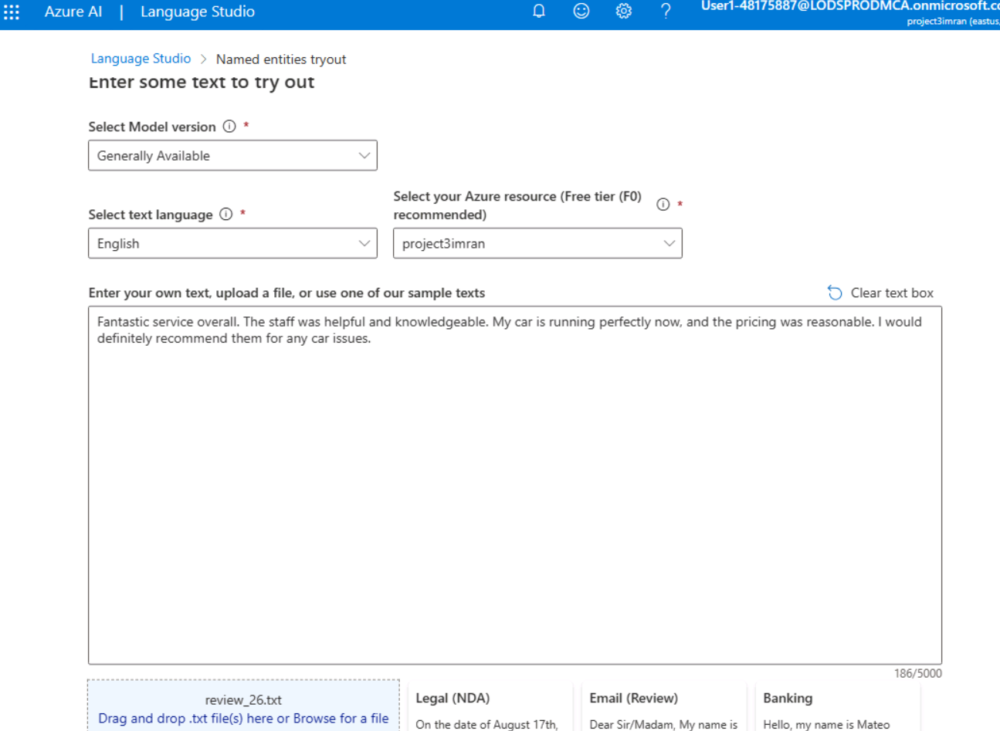 Azure AI | Language Studio
User1-48175887@LODSPRODMCA.onmicrosoft.co
project3imran (eastus,
Language Studio > Named entities tryout
Enter some text to try out
Select Model version *
Generally Available
Select your Azure resource (Free tier (F0)
recommended) *
Select text language *
English
project3imran
Enter your own text, upload a file, or use one of our sample texts
Clear text box
Fantastic service overall. The staff was helpful and knowledgeable. My car is running perfectly now, and the pricing was reasonable. I would
definitely recommend them for any car issues.
186/5000
review_26.txt
Drag and drop .txt file(s) here or Browse for a file
Legal (NDA)
On the date of August 17th,
Email (Review)
Dear Sir/Madam, My name is
Banking
Hello, my name is Mateo